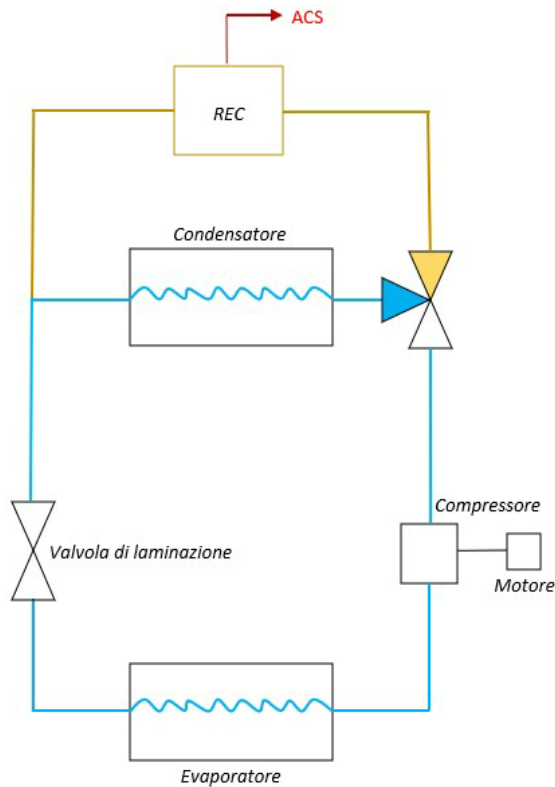 ACS
REC
Condensatore
Compressore
Valvola di laminazione
Motore
Evaporatore